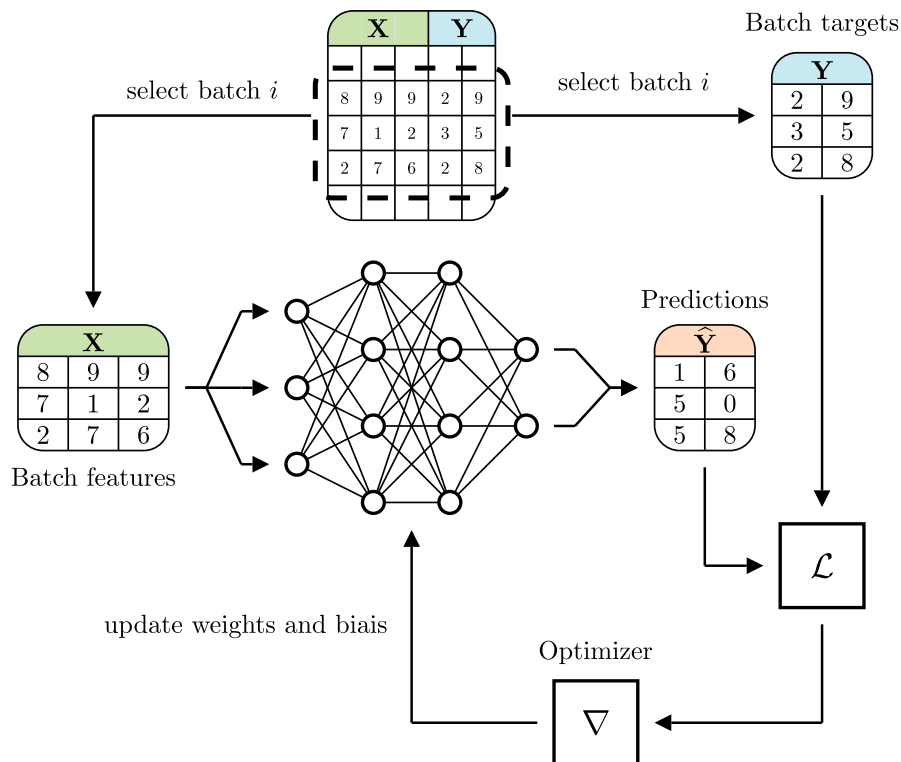 X Y
Batch targets
select batch i
select batch i
8 9 9 2 9
7 1 2 3 5
2 7 6 2 8
Y
2 9
3 5
2 8
Predictions
X
8 9 9
7 1 2
2 7 6
Batch features
Ŷ
1 6
5 0
5 8
ℒ
update weights and biais
Optimizer
∇